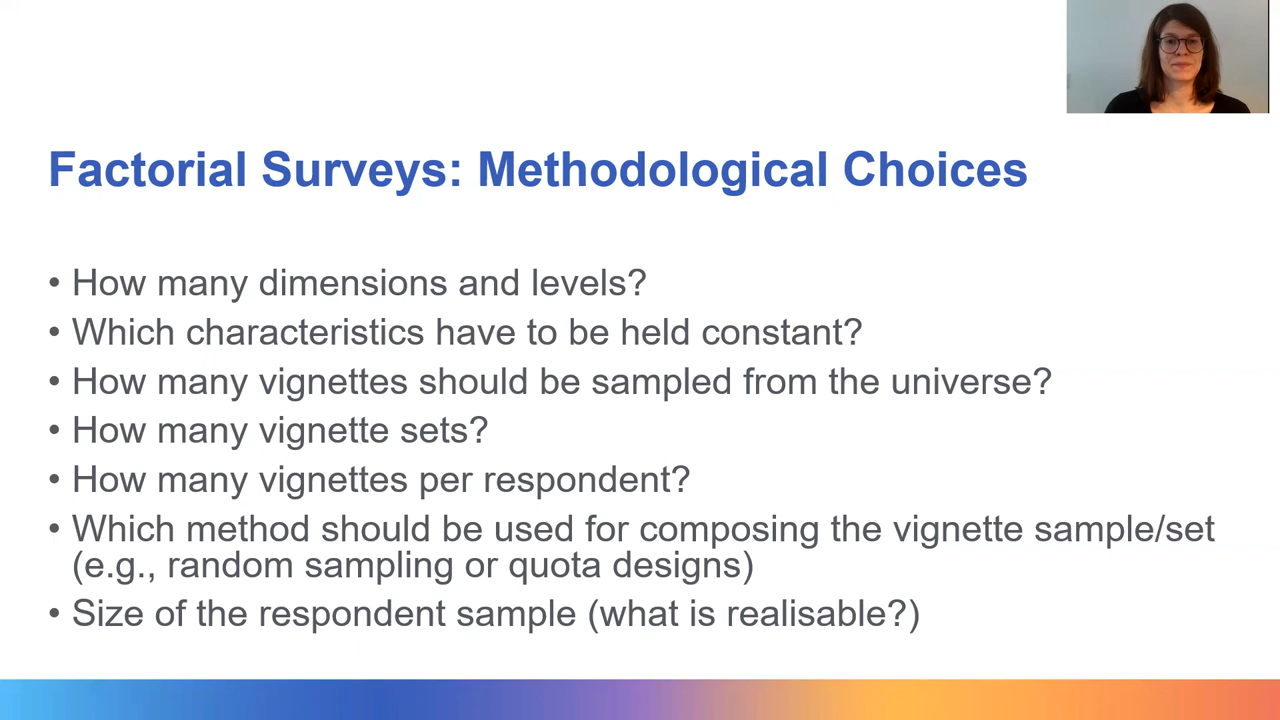 Factorial Surveys: Methodological Choices
• How many dimensions and levels?
• Which characteristics have to be held constant?
• How many vignettes should be sampled from the universe?
• How many vignette sets?
• How many vignettes per respondent?
• Which method should be used for composing the vignette sample/set
(e.g., random sampling or quota designs)
• Size of the respondent sample (what is realisable?)